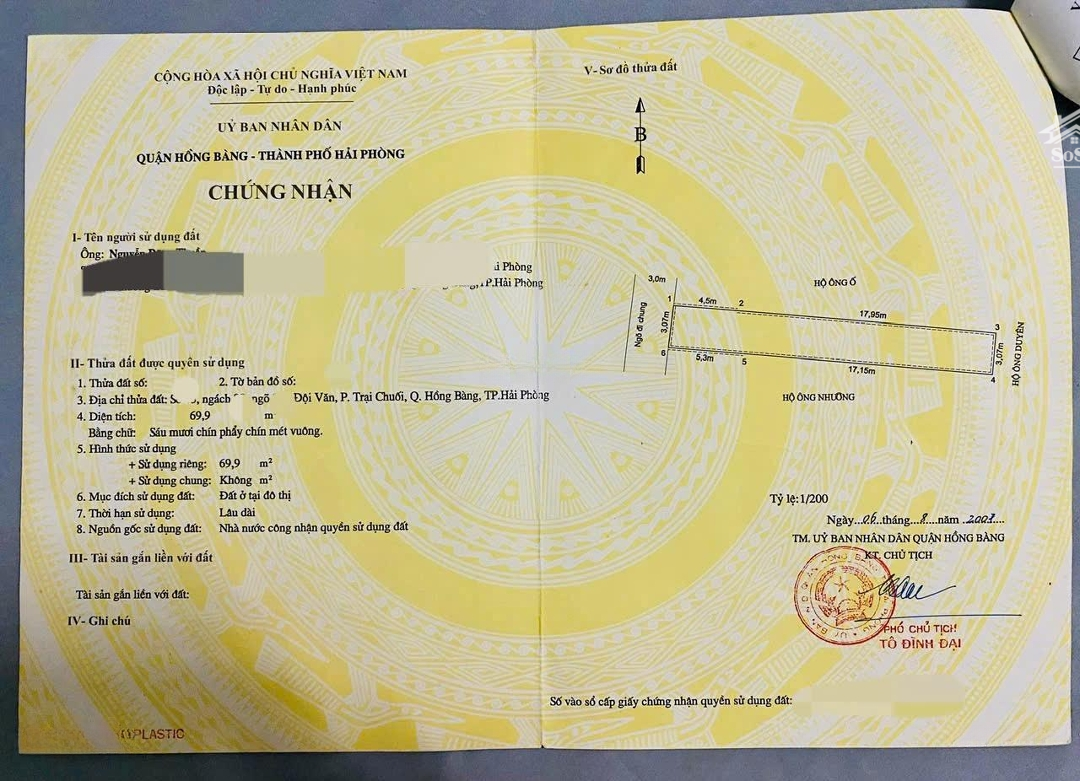 CỘNG HÒA XÃ HỘI CHỦ NGHĨA VIỆT NAM
Độc lập - Tự do - Hạnh phúc
UỶ BAN NHÂN DÂN
QUẬN HỒNG BÀNG - THÀNH PHỐ HẢI PHÒNG
CHỨNG NHẬN
I- Tên người sử dụng đất
Ông: Nguyễn
Phòng
TP.Hải Phòng
II- Thửa đất được quyền sử dụng
1. Thửa đất số: 2. Tờ bản đồ số:
3. Địa chỉ thửa đất: ngách ngõ Đội Văn, P. Trại Chuối, Q. Hồng Bàng, TP.Hải Phòng
4. Diện tích: 69,9 m
Bằng chữ: Sáu mươi chín phẩy chín mét vuông.
5. Hình thức sử dụng
+ Sử dụng riêng: 69,9 m²
+ Sử dụng chung: Không m²
6. Mục đích sử dụng đất: Đất ở tại đô thị
7. Thời hạn sử dụng: Lâu dài
8. Nguồn gốc sử dụng đất: Nhà nước công nhận quyền sử dụng đất
III- Tài sản gắn liền với đất
Tài sản gắn liền với đất:
IV- Ghi chú
PLASTIC
V- Sơ đồ thửa đất
B
HỘ ÔNG Ố
3,0m
1 4,5m 2
17,95m
3
Ngõ đi chung
3,07m
3,07m
HỘ ÔNG DUYÊN
6 5,3m 5
17,15m
4
HỘ ÔNG NHƯỜNG
Tỷ lệ:1/200
Ngày...06...tháng...8...năm...2007...
TM. UỶ BAN NHÂN DÂN QUẬN HỒNG BÀNG
KT. CHỦ TỊCH
PHÓ CHỦ TỊCH
TÔ ĐÌNH ĐẠI
Số vào sổ cấp giấy chứng nhận quyền sử dụng đất: